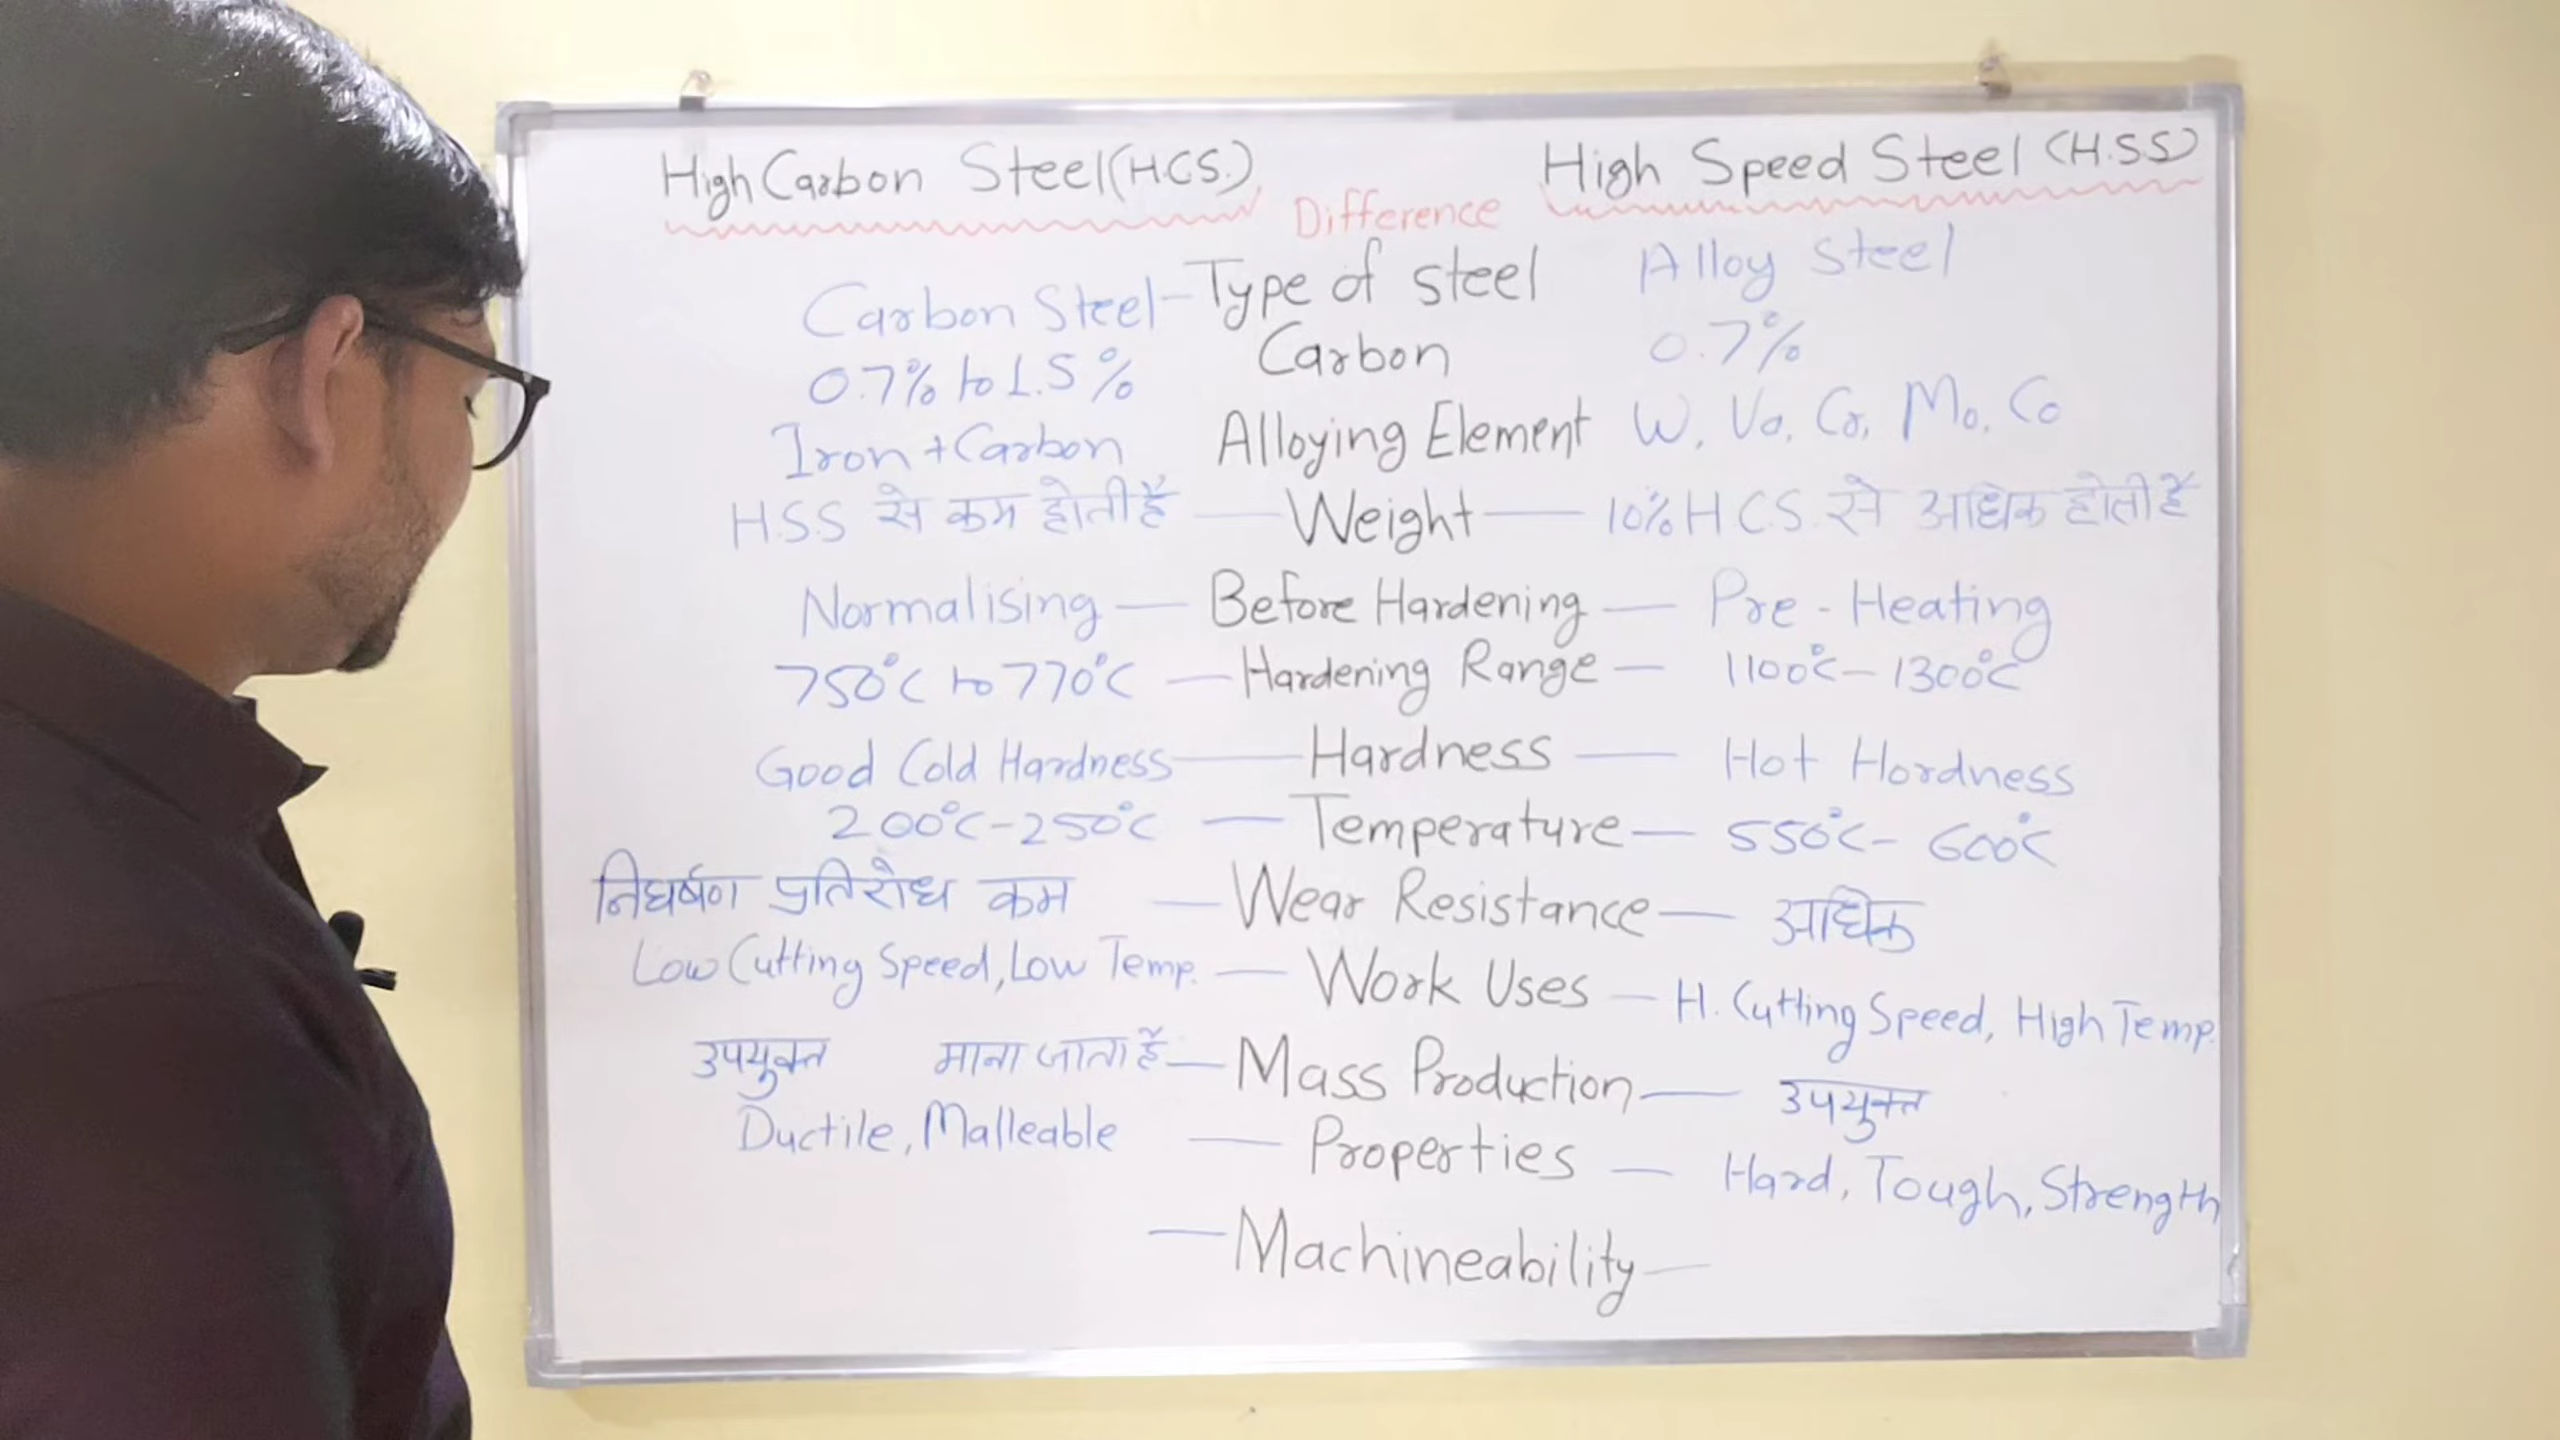 High Carbon Steel (H.C.S.) High Speed Steel (H.S.S)
Difference
Carbon Steel - Type of steel Alloy Steel
0.7% to 1.5% Carbon 0.7%
Iron + Carbon Alloying Element W, Va, Cr, Mo, Co
H.S.S से कम होती है — Weight — 10% H.C.S. से अधिक होती है
Normalising — Before Hardening — Pre - Heating
750°C to 770°C — Hardening Range — 1100°C - 1300°C
Good Cold Hardness — Hardness — Hot Hordness
200°C - 250°C — Temperature — 550°C - 600°C
निघर्षण प्रतिरोध कम — Wear Resistance — अधिक
Low Cutting Speed, Low Temp. — Work Uses — H. Cutting Speed, High Temp.
उपयुक्त माना जाता है — Mass Production — उपयुक्त
Ductile, Malleable — Properties — Hard, Tough, Strength
— Machineability —